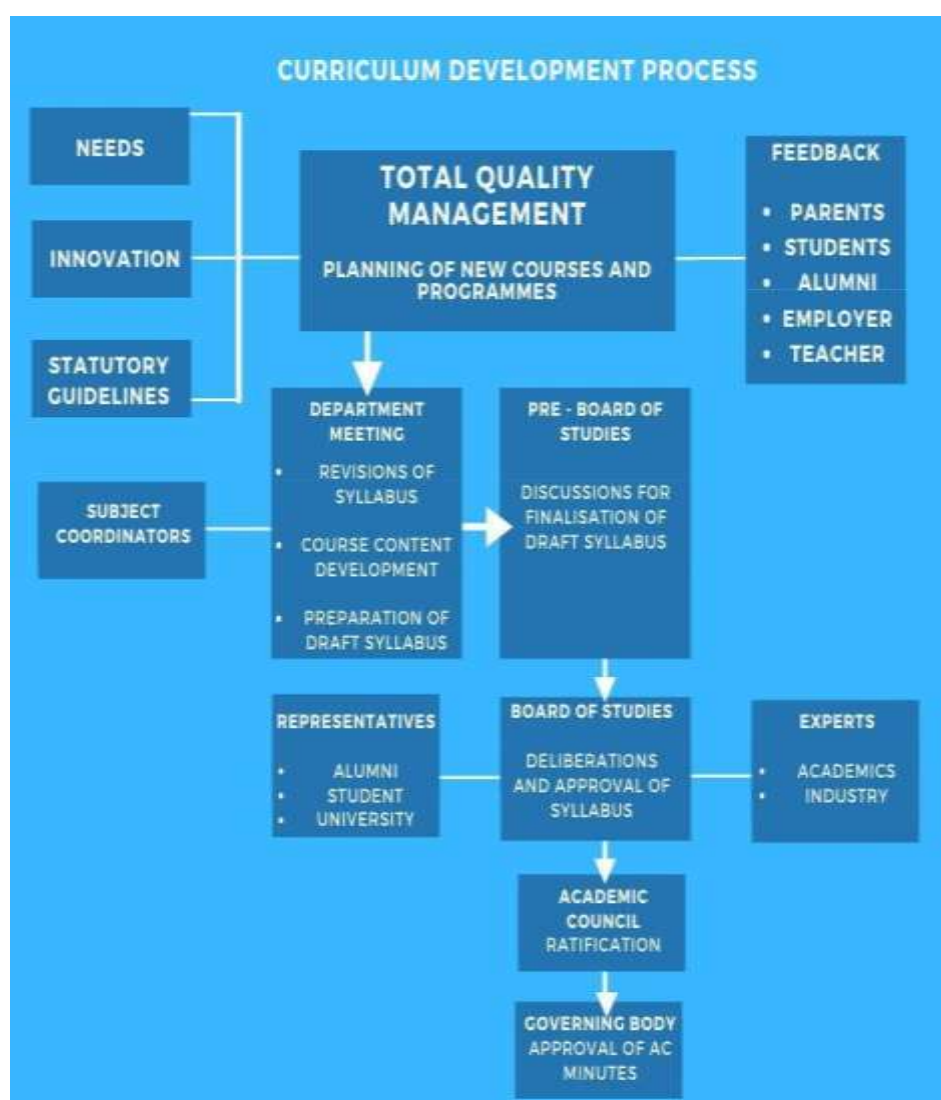 CURRICULUM DEVELOPMENT PROCESS
NEEDS
INNOVATION
STATUTORY
GUIDELINES
TOTAL QUALITY
MANAGEMENT
PLANNING OF NEW COURSES AND
PROGRAMMES
FEEDBACK
• PARENTS
• STUDENTS
• ALUMNI
• EMPLOYER
• TEACHER
SUBJECT
COORDINATORS
DEPARTMENT
MEETING
• REVISIONS OF
SYLLABUS
• COURSE CONTENT
DEVELOPMENT
• PREPARATION OF
DRAFT SYLLABUS
PRE - BOARD OF
STUDIES
DISCUSSIONS FOR
FINALISATION OF
DRAFT SYLLABUS
REPRESENTATIVES
• ALUMNI
• STUDENT
• UNIVERSITY
BOARD OF STUDIES
DELIBERATIONS
AND APPROVAL OF
SYLLABUS
EXPERTS
• ACADEMICS
• INDUSTRY
ACADEMIC
COUNCIL
RATIFICATION
GOVERNING BODY
APPROVAL OF AC
MINUTES